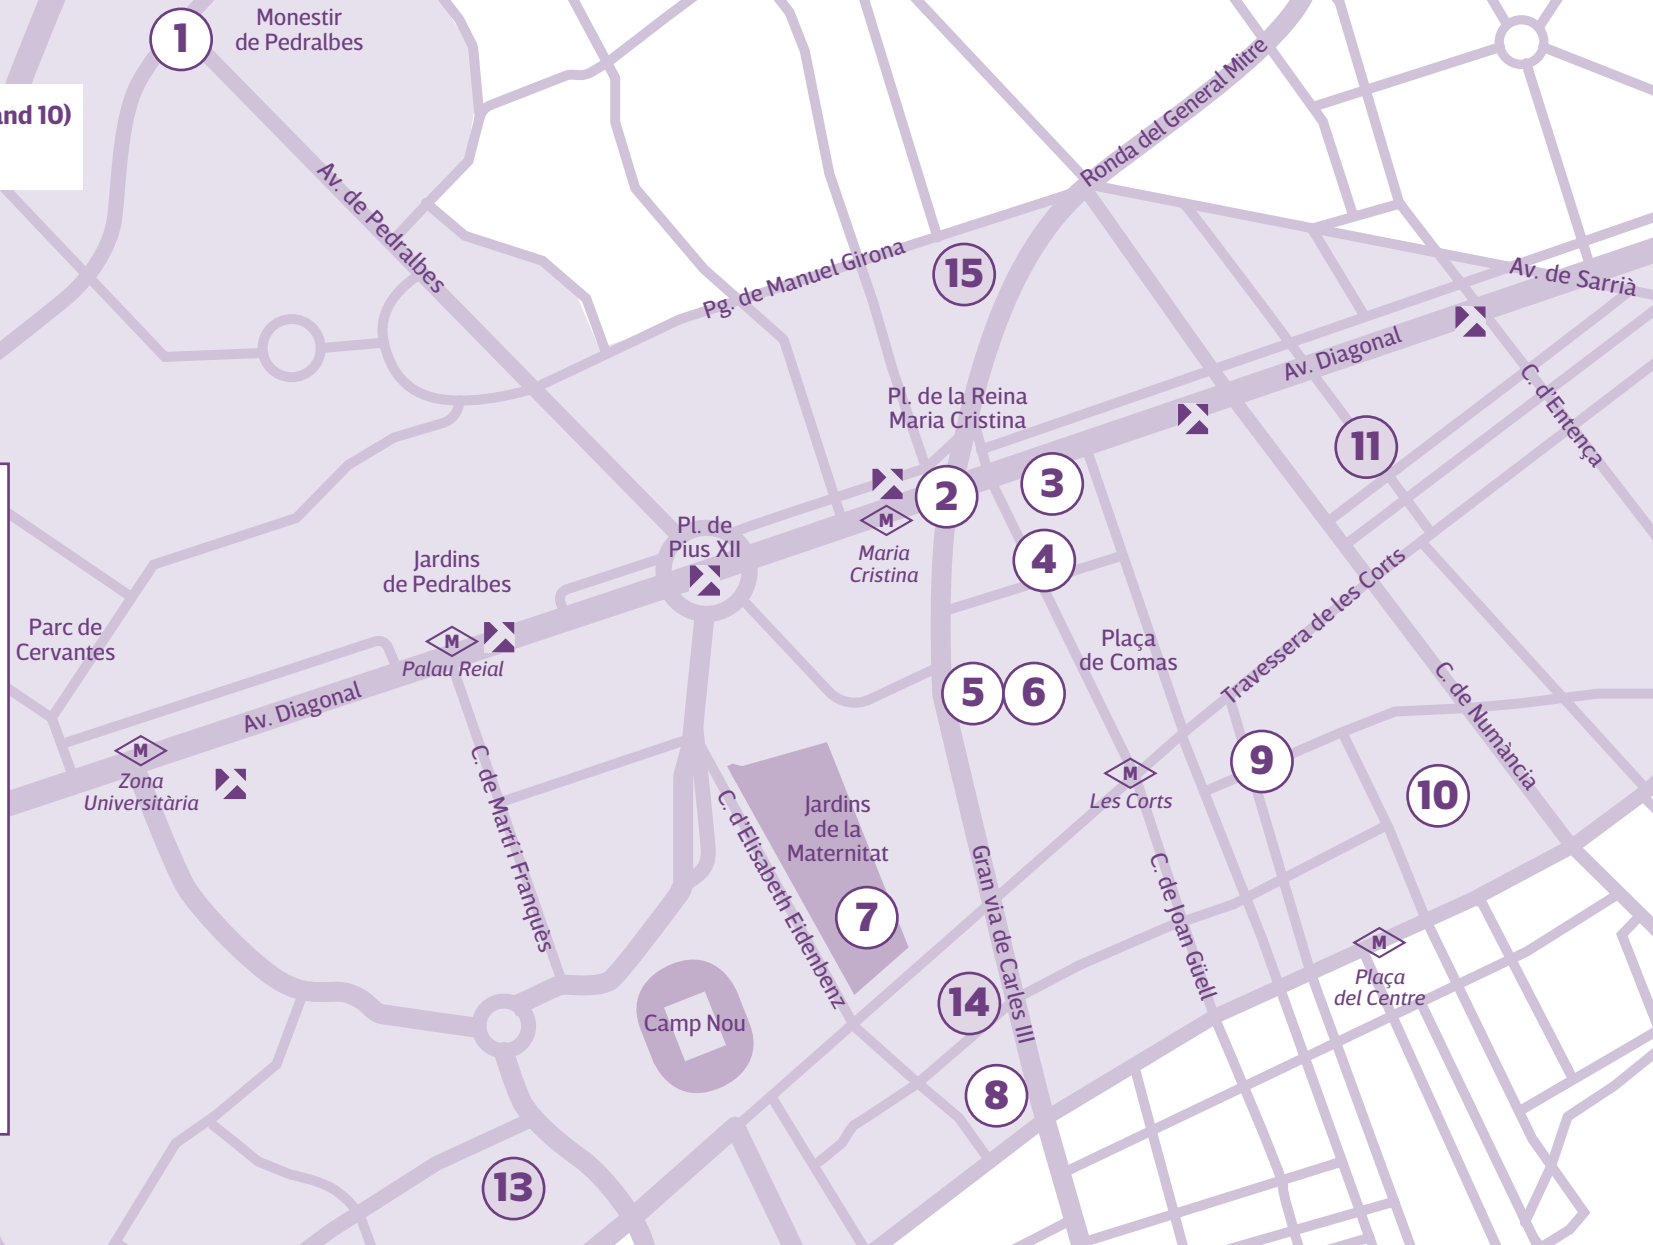 1
Monestir
de Pedralbes
and 10)
Av. de Pedralbes
Ronda del General Mitre
Pg. de Manuel Girona
15
Av. de Sarrià
Av. Diagonal
C. d'Entença
Pl. de la Reina
Maria Cristina
11
2
3
M
Maria
Cristina
4
Pl. de
Pius XII
Jardins
de Pedralbes
M
Palau Reial
Parc de
Cervantes
Av. Diagonal
M
Zona
Universitària
Plaça
de Comas
Travessera de les Corts
5
6
C. de Numància
9
10
M
Les Corts
C. de Martí i Franquès
C. d'Elisabeth Eidenbenz
Jardins
de la
Maternitat
7
Gran via de Carles III
C. de Joan Güell
M
Plaça
del Centre
14
Camp Nou
8
13